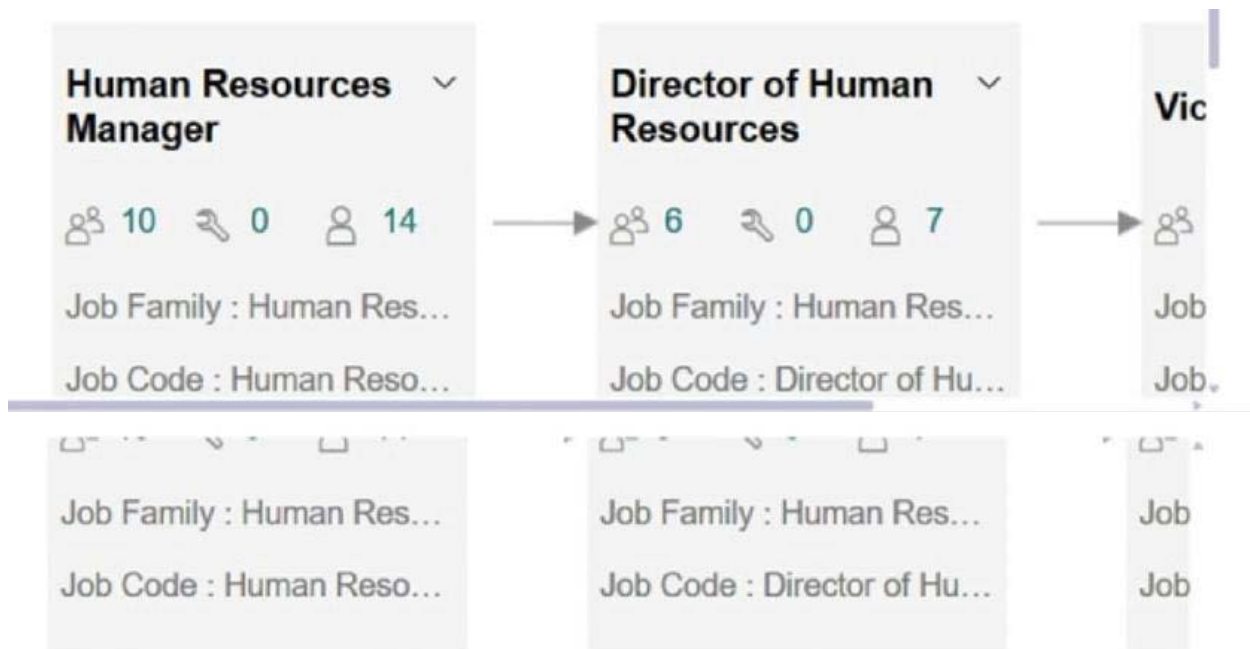 Human Resources
Manager
10 0 14
Job Family : Human Res...
Job Code : Human Reso...
Director of Human
Resources
6 0 7
Job Family : Human Res...
Job Code : Director of Hu...
Vic
Job
Job
Job Family : Human Res...
Job Code : Human Reso...
Job Family : Human Res...
Job Code : Director of Hu...
Job
Job